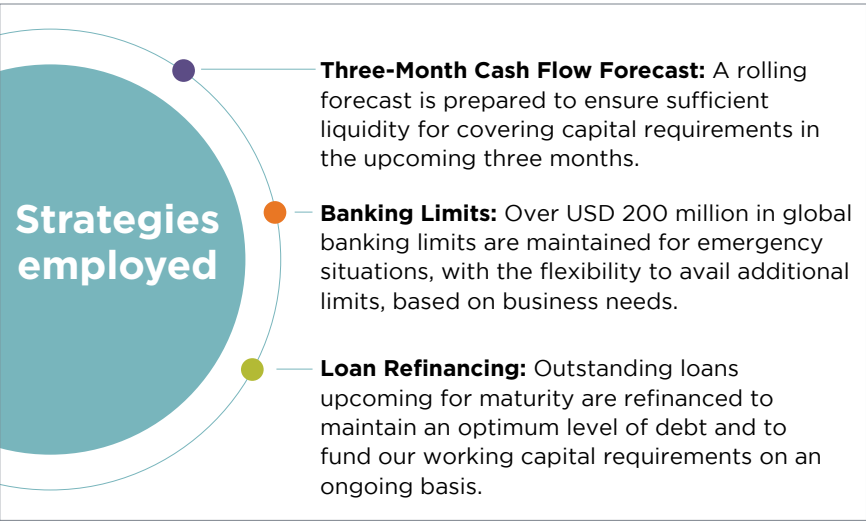 Strategies
employed
Three-Month Cash Flow Forecast: A rolling
forecast is prepared to ensure sufficient
liquidity for covering capital requirements in
the upcoming three months.
Banking Limits: Over USD 200 million in global
banking limits are maintained for emergency
situations, with the flexibility to avail additional
limits, based on business needs.
Loan Refinancing: Outstanding loans
upcoming for maturity are refinanced to
maintain an optimum level of debt and to
fund our working capital requirements on an
ongoing basis.